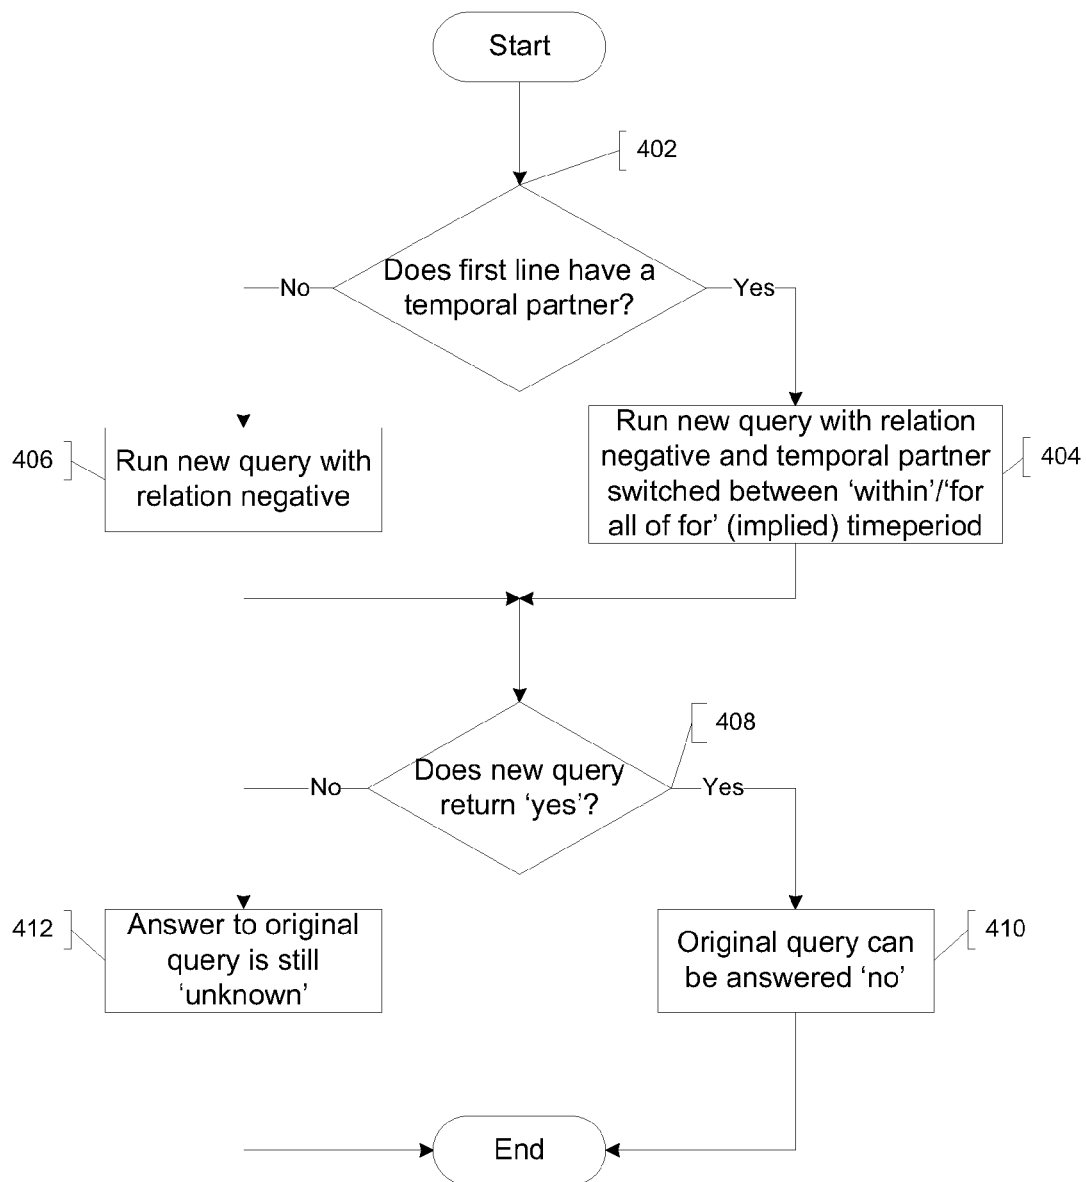 Start
402
Does first line have a
temporal partner?
No
Yes
406
Run new query with
relation negative
Run new query with relation
negative and temporal partner
switched between ‘within’/‘for
all of for’ (implied) timeperiod
404
408
Does new query
return ‘yes’?
No
Yes
412
Answer to original
query is still
‘unknown’
Original query can
be answered ‘no’
410
End